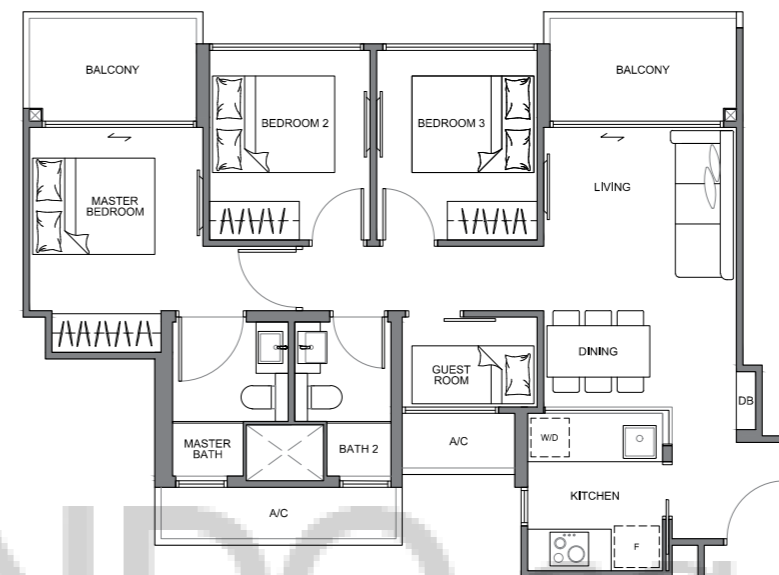 BALCONY
BALCONY
BEDROOM 2
BEDROOM 3
MASTER
BEDROOM
LIVING
DINING
GUEST
ROOM
DB
MASTER
BATH
BATH 2
A/C
W/D
KITCHEN
A/C
F